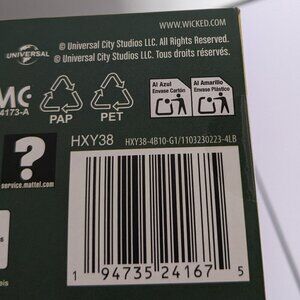 WWW.WICKED.COM
© Universal City Studios LLC. All Rights Reserved.
© Universal City Studios LLC. Tous droits réservés.
UNIVERSAL
Al Azul
Envase Cartón
Al Amarillo
Envase Plástico
MC
4173-A
PAP
PET
HXY38
HXY38-4B10-G1/1103230223-4LB
?
service.mattel.com
1 94735 24167 5